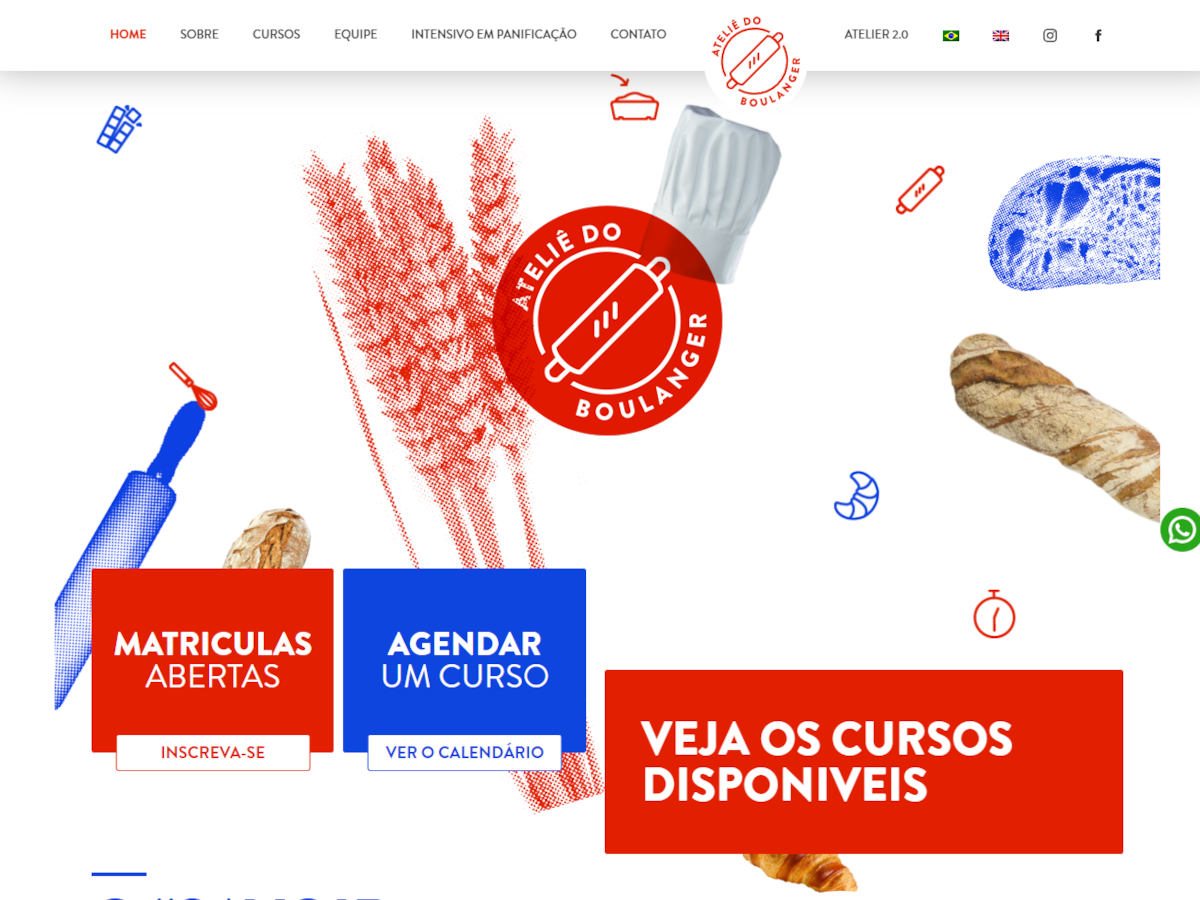 HOME
SOBRE
CURSOS
EQUIPE
INTENSIVO EM PANIFICAÇÃO
CONTATO
ATELIÊ DO
BOULANGER
ATELIER 2.0
ATELIÊ DO
BOULANGER
MATRICULAS
ABERTAS
INSCREVA-SE
AGENDAR
UM CURSO
VER O CALENDÁRIO
VEJA OS CURSOS
DISPONIVEIS